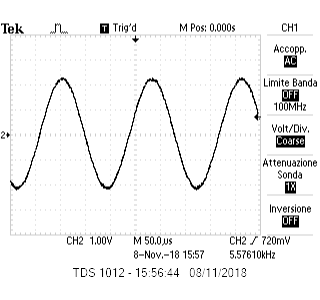 Tek T Trig'd M Pos: 0.000s CH1
Accopp.
AC
Limite Banda
OFF
100MHz
Volt/Div.
Coarse
2
Attenuazione
Sonda
1X
Inversione
OFF
CH2 1.00V M 50.0µs CH2 / 720mV
8-Nov.-18 15:57 5.57610kHz
TDS 1012 - 15:56:44 08/11/2018